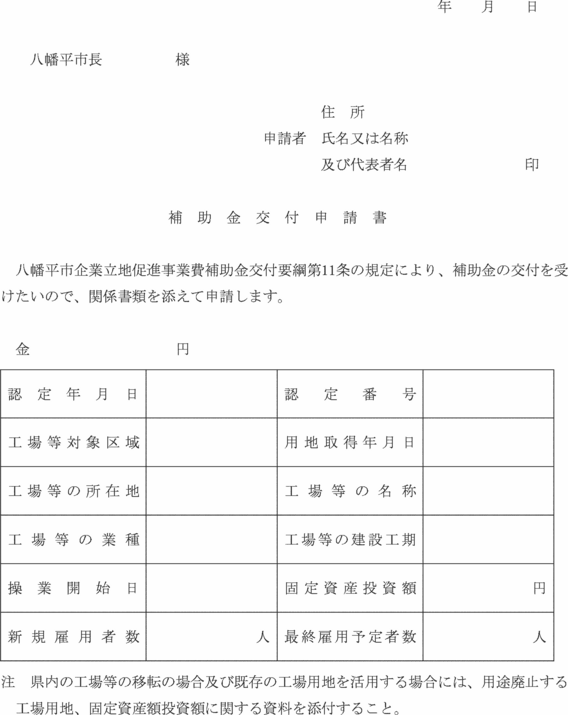 年　月　日
八幡平市長　　　様
住　所
申請者　氏名又は名称
及び代表者名　　　印
補助金交付申請書
八幡平市企業立地促進事業費補助金交付要綱第11条の規定により、補助金の交付を受
けたいので、関係書類を添えて申請します。
金　　　円
認定年月日　認定番号
工場等対象区域　用地取得年月日
工場等の所在地　工場等の名称
工場等の業種　工場等の建設工期
操業開始日　固定資産投資額　円
新規雇用者数　人　最終雇用予定者数　人
注　県内の工場等の移転の場合及び既存の工場用地を活用する場合には、用途廃止する
工場用地、固定資産額投資額に関する資料を添付すること。